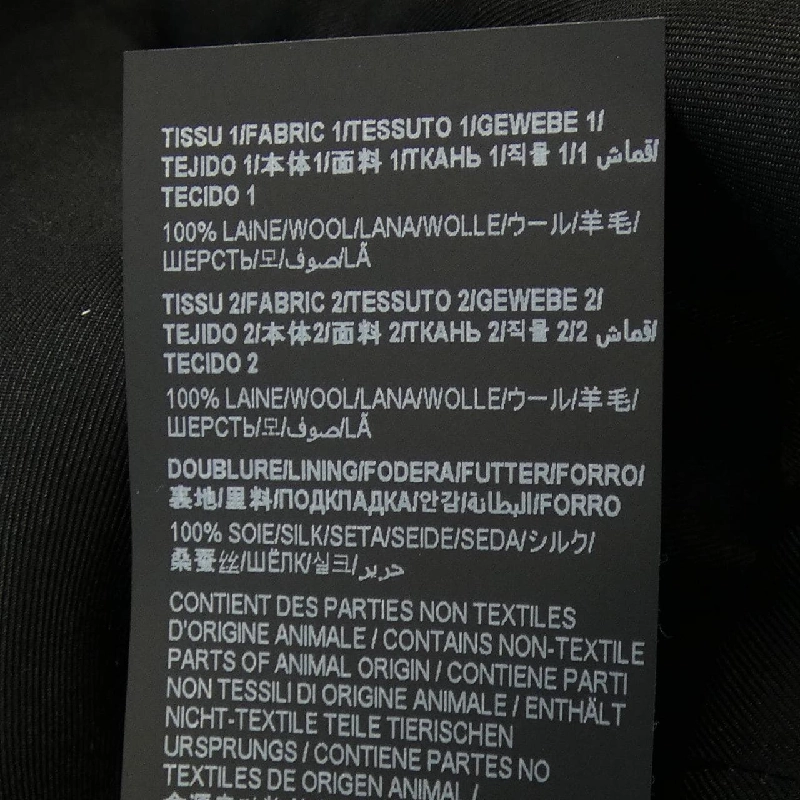 TISSU 1/FABRIC 1/TESSUTO 1/GEWEBE 1/
TEJIDO 1/本体1/面料 1/ТКАНЬ 1/직물 1/1 قماش/
TECIDO 1
100% LAINE/WOOL/LANA/WOLLE/ウール/羊毛/
ШЕРСТЬ/모/صوف/LÃ
TISSU 2/FABRIC 2/TESSUTO 2/GEWEBE 2/
TEJIDO 2/本体2/面料 2/ТКАНЬ 2/직물 2/2 قماش/
TECIDO 2
100% LAINE/WOOL/LANA/WOLLE/ウール/羊毛/
ШЕРСТЬ/모/صوف/LÃ
DOUBLURE/LINING/FODERA/FUTTER/FORRO/
裏地/里料/ПОДКЛАДКА/안감/البطانة/FORRO
100% SOIE/SILK/SETA/SEIDE/SEDA/シルク/
桑蚕丝/ШЁЛК/실크/حرير
CONTIENT DES PARTIES NON TEXTILES
D'ORIGINE ANIMALE / CONTAINS NON-TEXTILE
PARTS OF ANIMAL ORIGIN / CONTIENE PARTI
NON TESSILI DI ORIGINE ANIMALE / ENTHÄLT
NICHT-TEXTILE TEILE TIERISCHEN
URSPRUNGS / CONTIENE PARTES NO
TEXTILES DE ORIGEN ANIMAL /